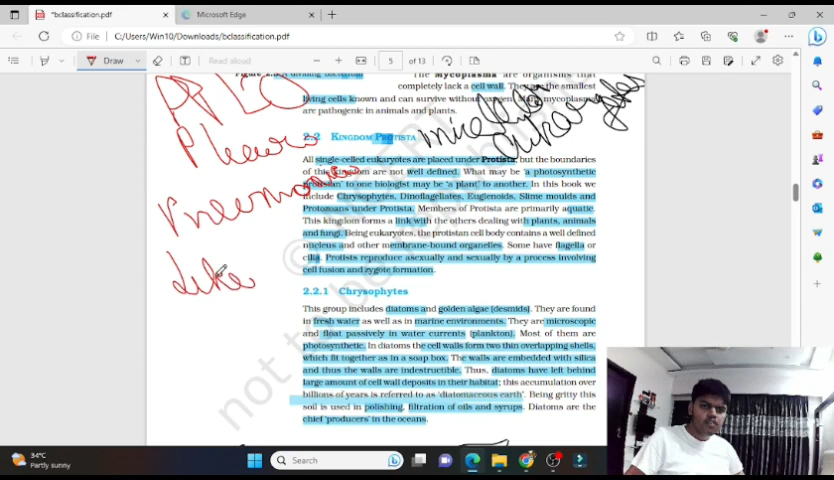 *bclassification.pdf
Microsoft Edge
File
C:/Users/Win10/Downloads/bclassification.pdf
Draw
Read aloud
5
of 13
The Mycoplasma are organisms that
completely lack a cell wall. They are the smallest
living cells known and can survive without oxygen. Many mycoplasma
are pathogenic in animals and plants.
PPLO
Pleuro
Pneumonia
Like
2.2 KINGDOM PROTISTA
All single-celled eukaryotes are placed under Protista, but the boundaries
of this kingdom are not well defined. What may be 'a photosynthetic
protistan' to one biologist may be 'a plant' to another. In this book we
include Chrysophytes, Dinoflagellates, Euglenoids, Slime moulds and
Protozoans under Protista. Members of Protista are primarily aquatic.
This kingdom forms a link with the others dealing with plants, animals
and fungi. Being eukaryotes, the protistan cell body contains a well defined
nucleus and other membrane-bound organelles. Some have flagella or
cilia. Protists reproduce asexually and sexually by a process involving
cell fusion and zygote formation.
2.2.1 Chrysophytes
This group includes diatoms and golden algae (desmids). They are found
in fresh water as well as in marine environments. They are microscopic
and float passively in water currents (plankton). Most of them are
photosynthetic. In diatoms the cell walls form two thin overlapping shells,
which fit together as in a soap box. The walls are embedded with silica
and thus the walls are indestructible. Thus, diatoms have left behind
large amount of cell wall deposits in their habitat; this accumulation over
billions of years is referred to as 'diatomaceous earth'. Being gritty this
soil is used in polishing, filtration of oils and syrups. Diatoms are the
chief 'producers' in the oceans.
34°C
Partly sunny
Search